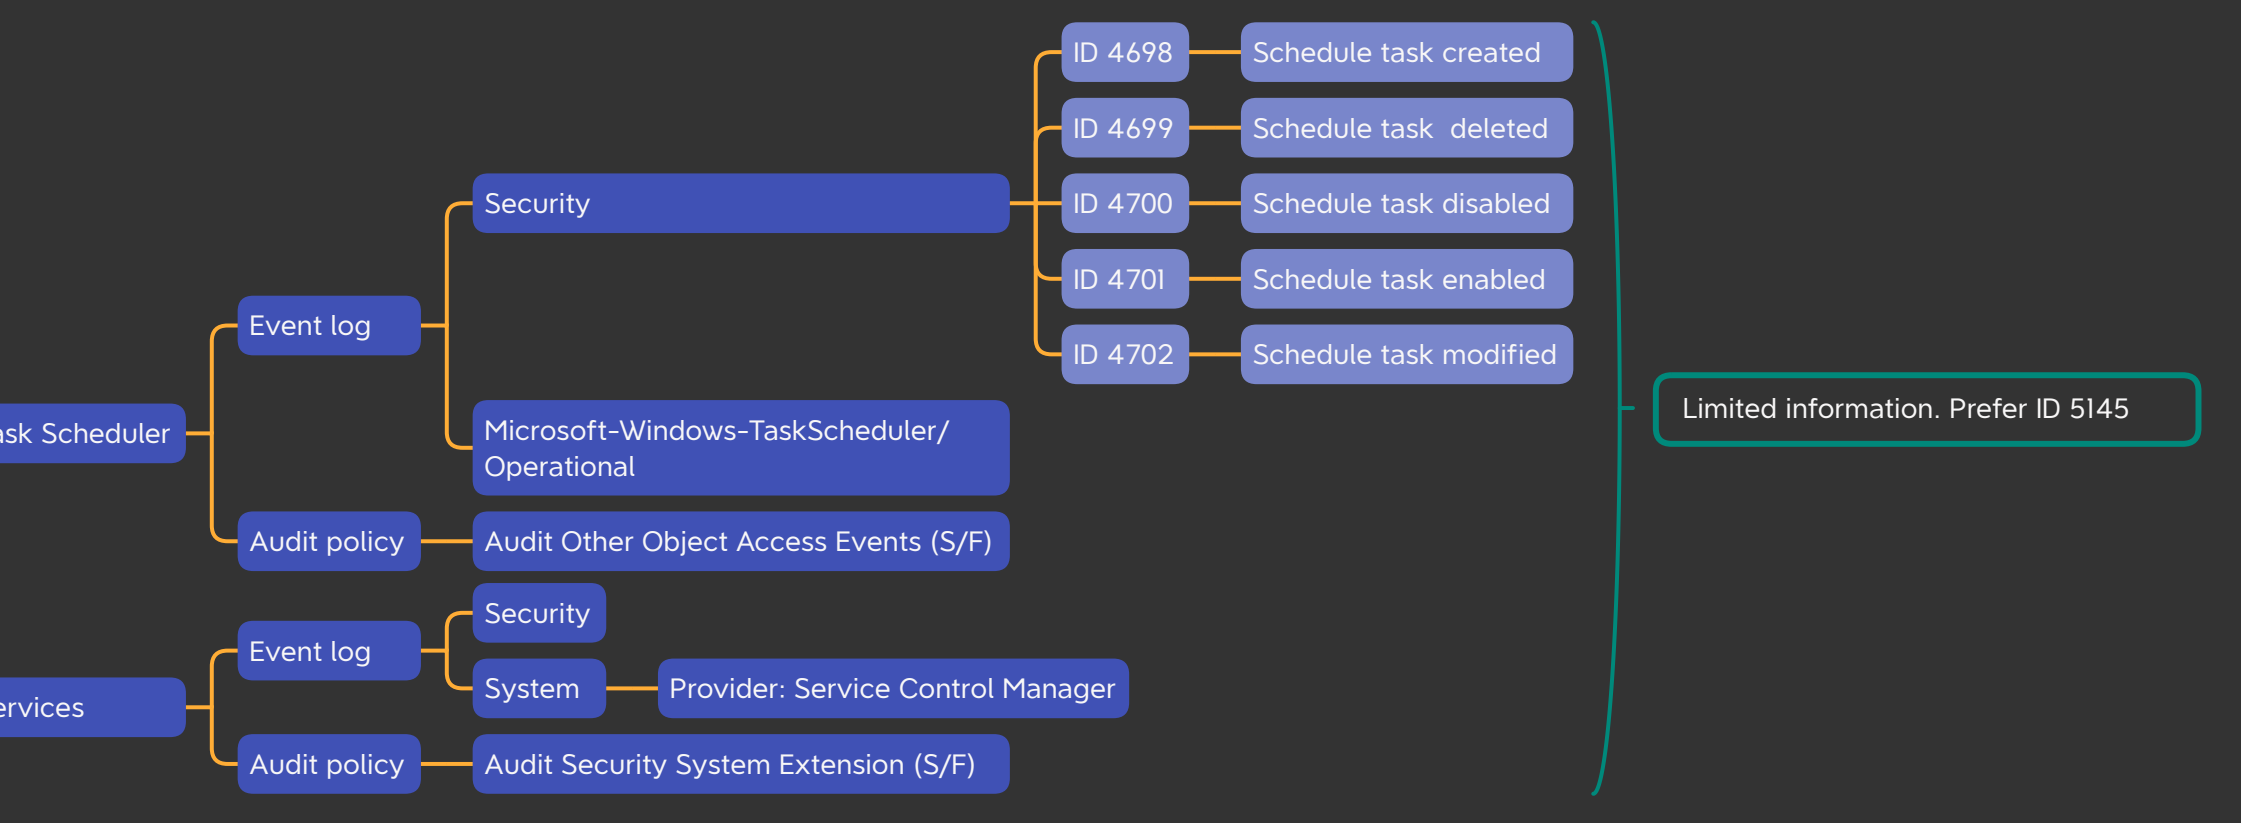 ID 4698
Schedule task created
ID 4699
Schedule task  deleted
Security
ID 4700
Schedule task disabled
ID 4701
Schedule task enabled
Event log
ID 4702
Schedule task modified
Limited information. Prefer ID 5145
Scheduler
Microsoft-Windows-TaskScheduler/
Operational
Audit policy
Audit Other Object Access Events (S/F)
Event log
Security
System
Provider: Service Control Manager
Audit policy
Audit Security System Extension (S/F)